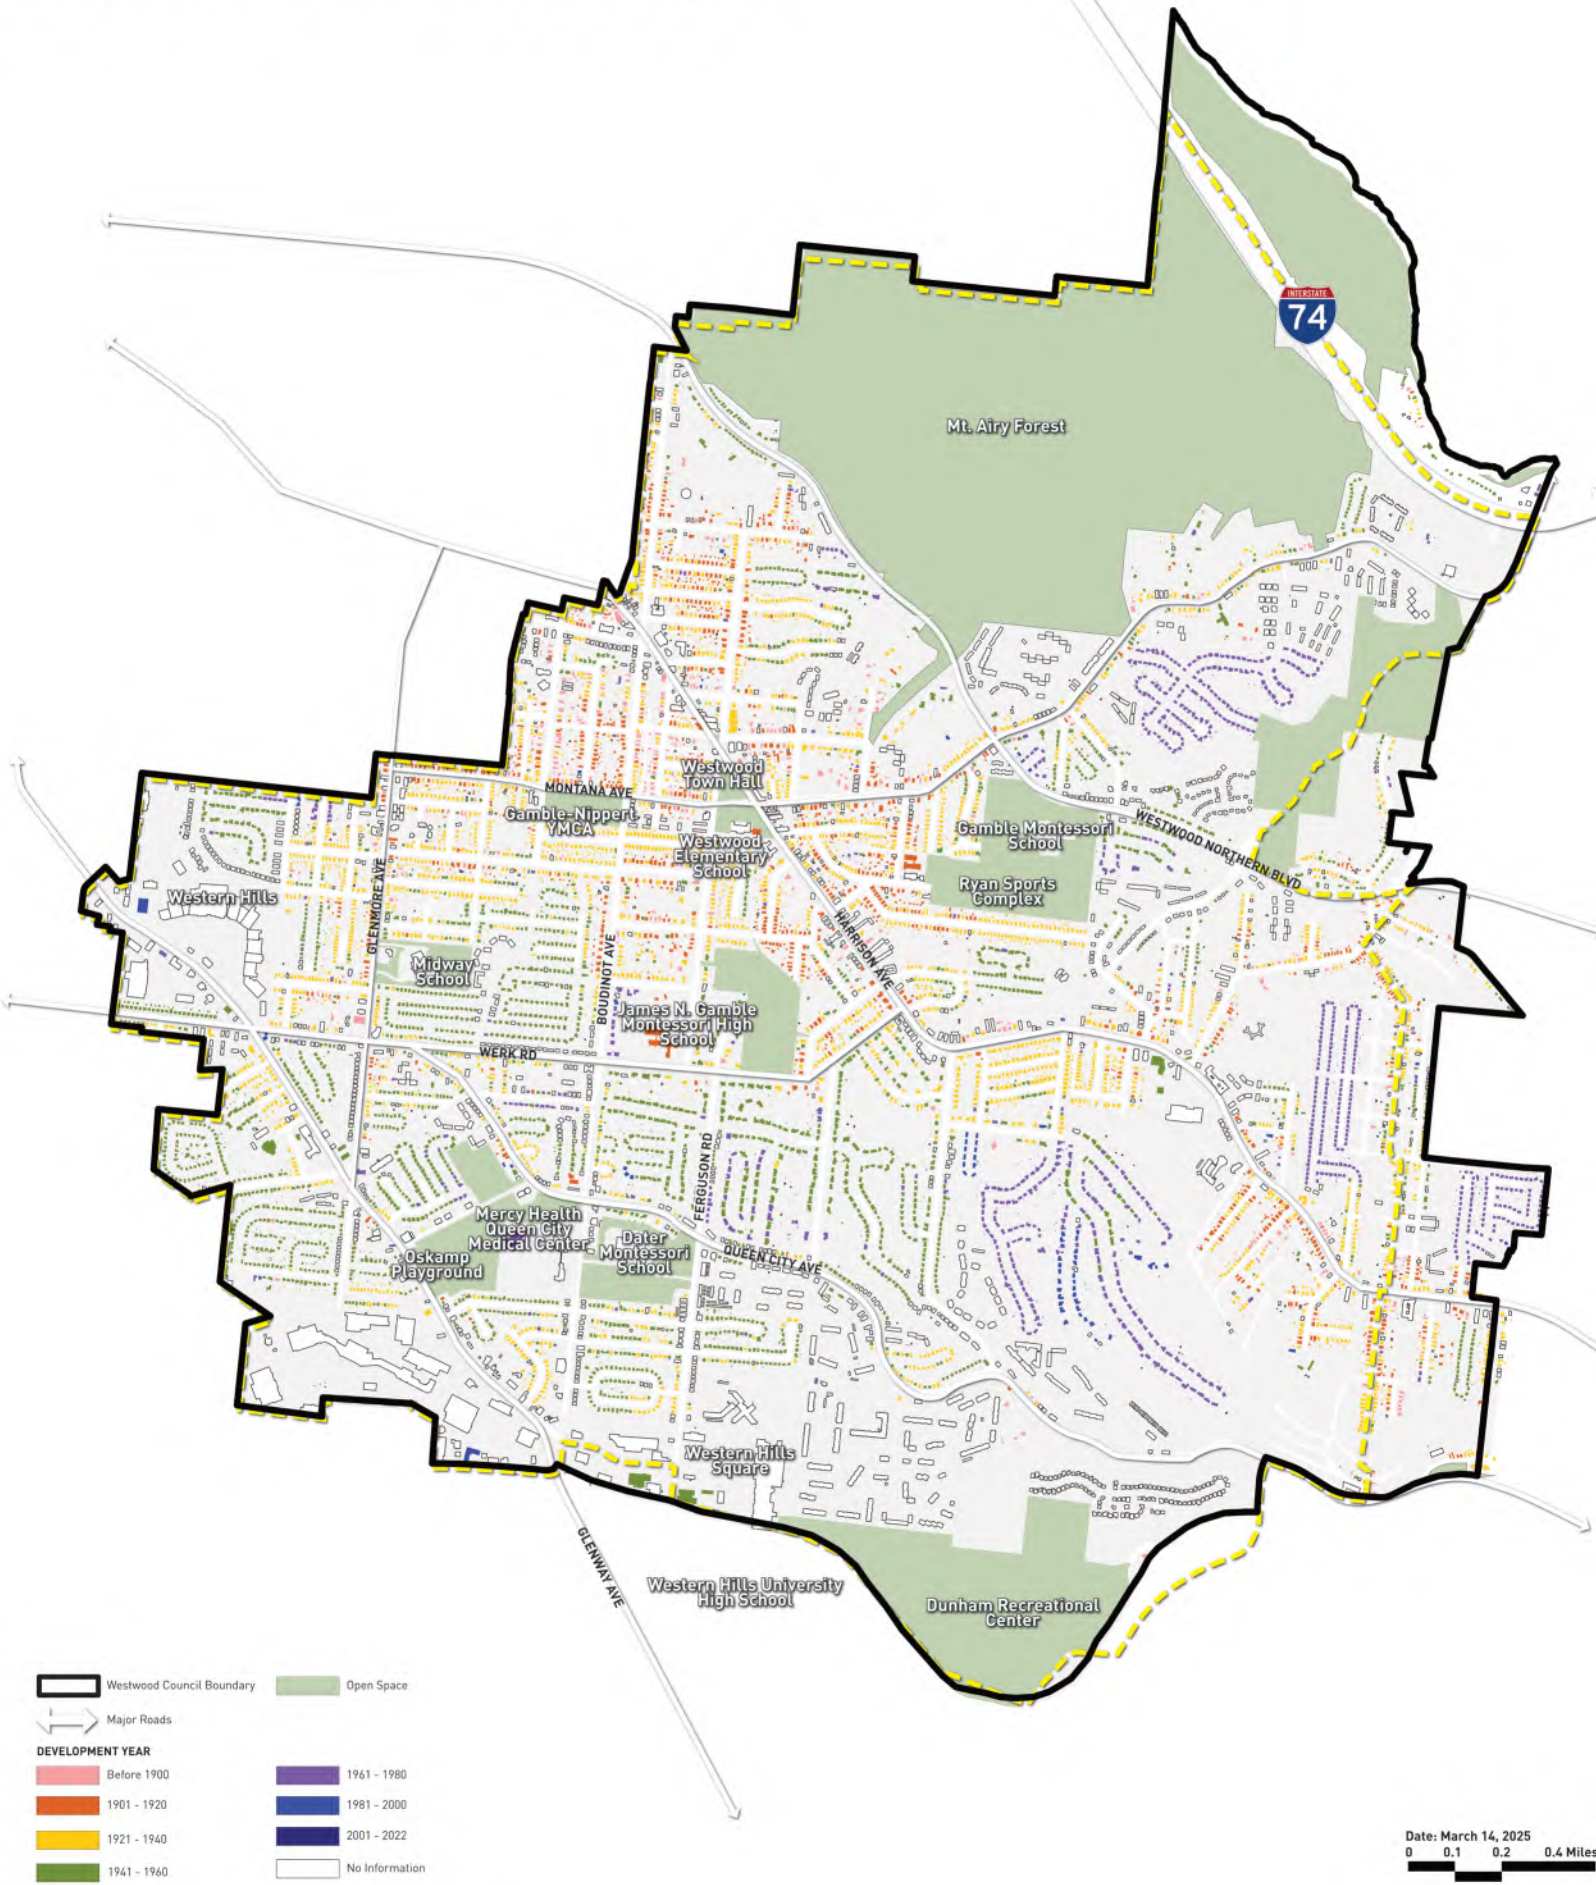 INTERSTATE
74
Mt. Airy Forest
Westwood
Town Hall
MONTANA AVE
Gamble-Nippert
YMCA
Westwood
Elementary
School
Gamble Montessori
School
WESTWOOD NORTHERN BLVD
Ryan Sports
Complex
Western Hills
GLENMORE AVE
HARRISON AVE
Midway
School
BOUDINOT AVE
James N. Gamble
Montessori High
School
WERK RD
FERGUSON RD
Mercy Health
Queen City
Medical Center
Dater
Montessori
School
QUEEN CITY AVE
Oskamp
Playground
Western Hills
Square
GLENWAY AVE
Western Hills University
High School
Dunham Recreational
Center
Westwood Council Boundary
Open Space
Major Roads
DEVELOPMENT YEAR
Before 1900
1961 - 1980
1901 - 1920
1981 - 2000
1921 - 1940
2001 - 2022
1941 - 1960
No Information
Date: March 14, 2025
0 0.1 0.2 0.4 Miles